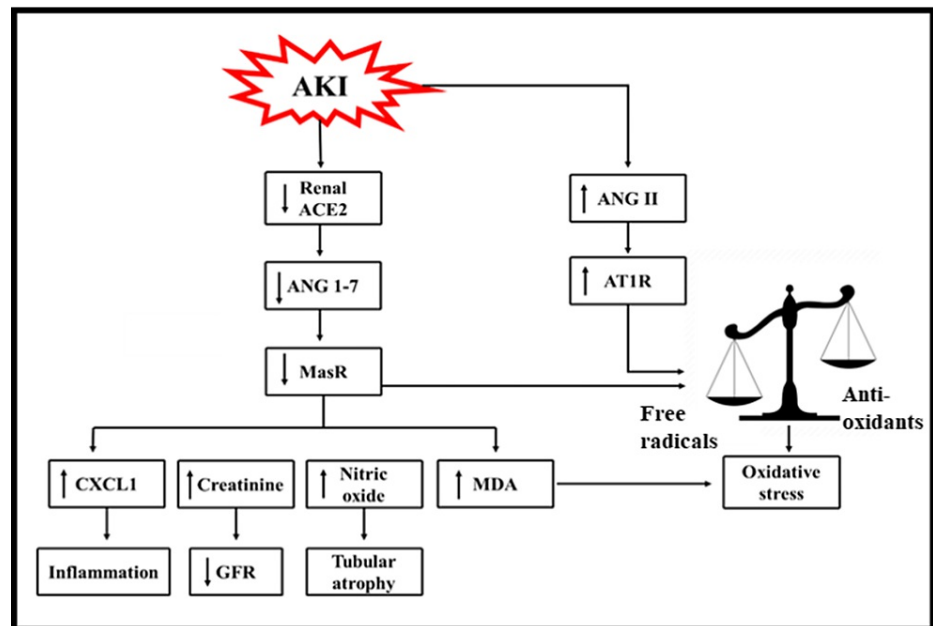 AKI
Renal
ACE2
ANG II
ANG 1-7
AT1R
MasR
Free
radicals
Anti-
oxidants
CXCL1
Creatinine
Nitric
oxide
MDA
Oxidative
stress
Inflammation
GFR
Tubular
atrophy